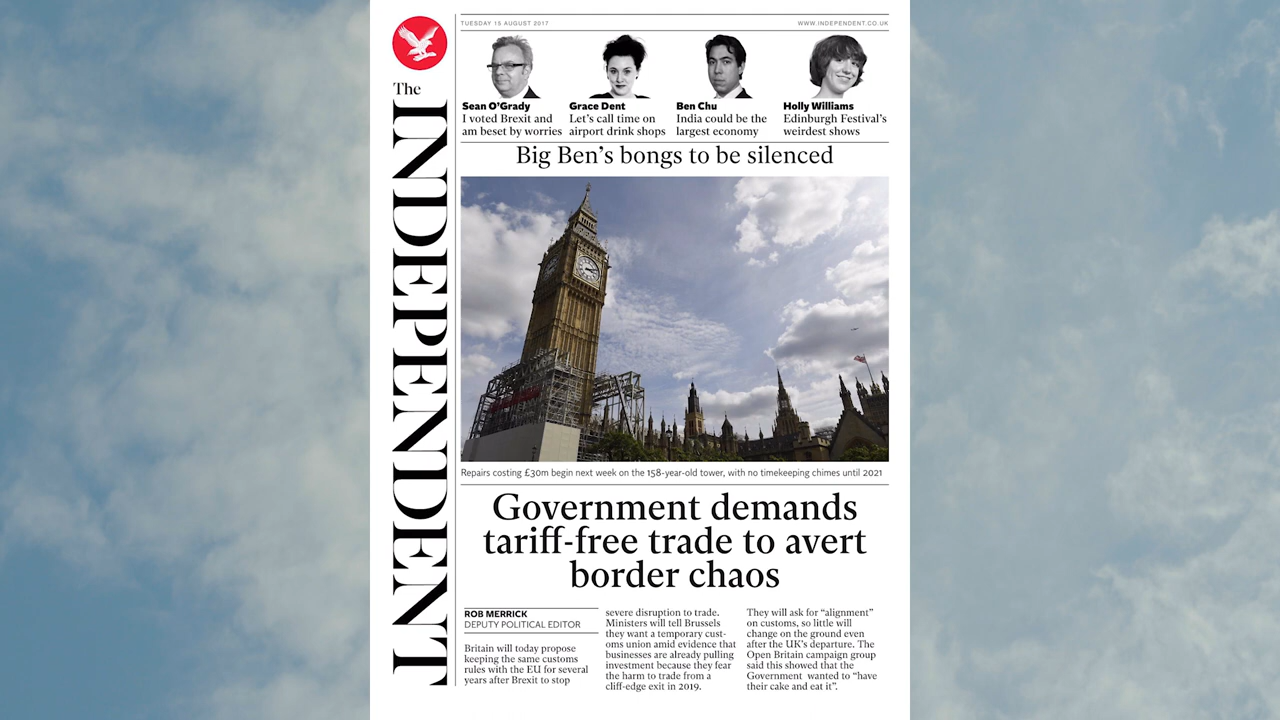 TUESDAY 15 AUGUST 2017
WWW.INDEPENDENT.CO.UK
The
INDEPENDENT
Sean O'Grady
I voted Brexit and
am beset by worries
Grace Dent
Let's call time on
airport drink shops
Ben Chu
India could be the
largest economy
Holly Williams
Edinburgh Festival's
weirdest shows
Big Ben's bongs to be silenced
Repairs costing £30m begin next week on the 158-year-old tower, with no timekeeping chimes until 2021
Government demands
tariff-free trade to avert
border chaos
ROB MERRICK
DEPUTY POLITICAL EDITOR
Britain will today propose
keeping the same customs
rules with the EU for several
years after Brexit to stop
severe disruption to trade.
Ministers will tell Brussels
they want a temporary cust-
oms union amid evidence that
businesses are already pulling
investment because they fear
the harm to trade from a
cliff-edge exit in 2019.
They will ask for "alignment"
on customs, so little will
change on the ground even
after the UK's departure. The
Open Britain campaign group
said this showed that the
Government wanted to "have
their cake and eat it".